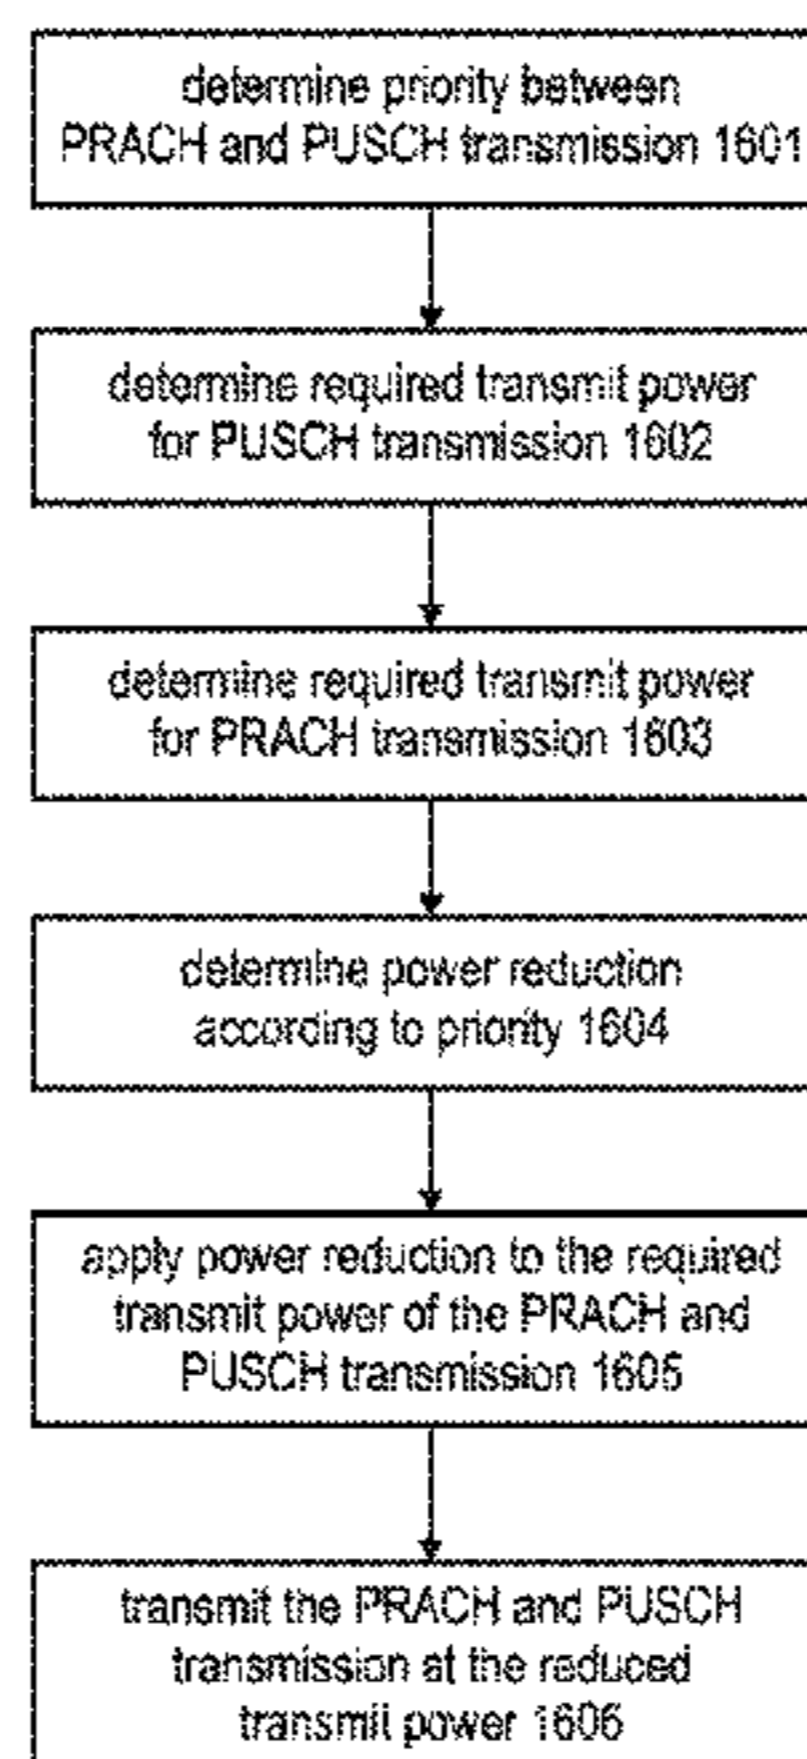 determine priority between
PRACH and PUSCH transmission 1601
determine required transmit power
for PUSCH transmission 1602
determine required transmit power
for PRACH transmission 1603
determine power reduction
according to priority 1604
apply power reduction to the required
transmit power of the PRACH and
PUSCH transmission 1605
transmit the PRACH and PUSCH
transmission at the reduced
transmit power 1606